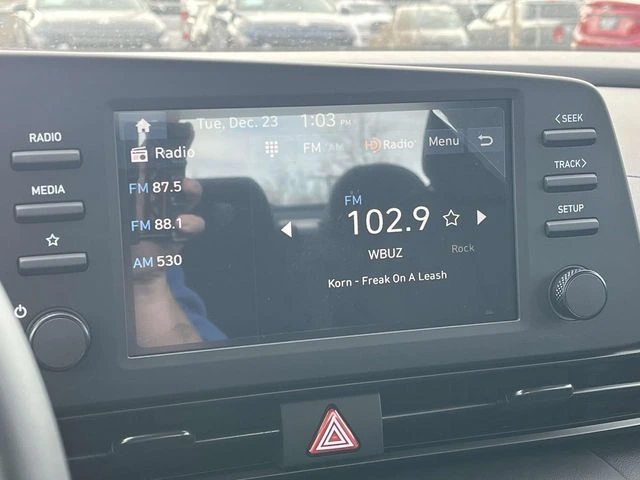 Tue, Dec. 23 1:03 PM
Radio FM AM HD Radio Menu
RADIO
MEDIA
FM 87.5
FM 88.1
AM 530
FM
102.9
WBUZ
Rock
Korn - Freak On A Leash
< SEEK
TRACK >
SETUP